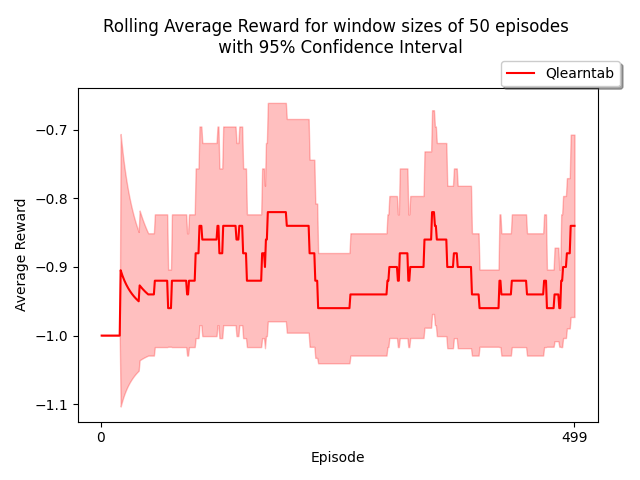 Rolling Average Reward for window sizes of 50 episodes
with 95% Confidence Interval
Qlearntab
−0.7
−0.8
−0.9
−1.0
−1.1
Average Reward
0
499
Episode